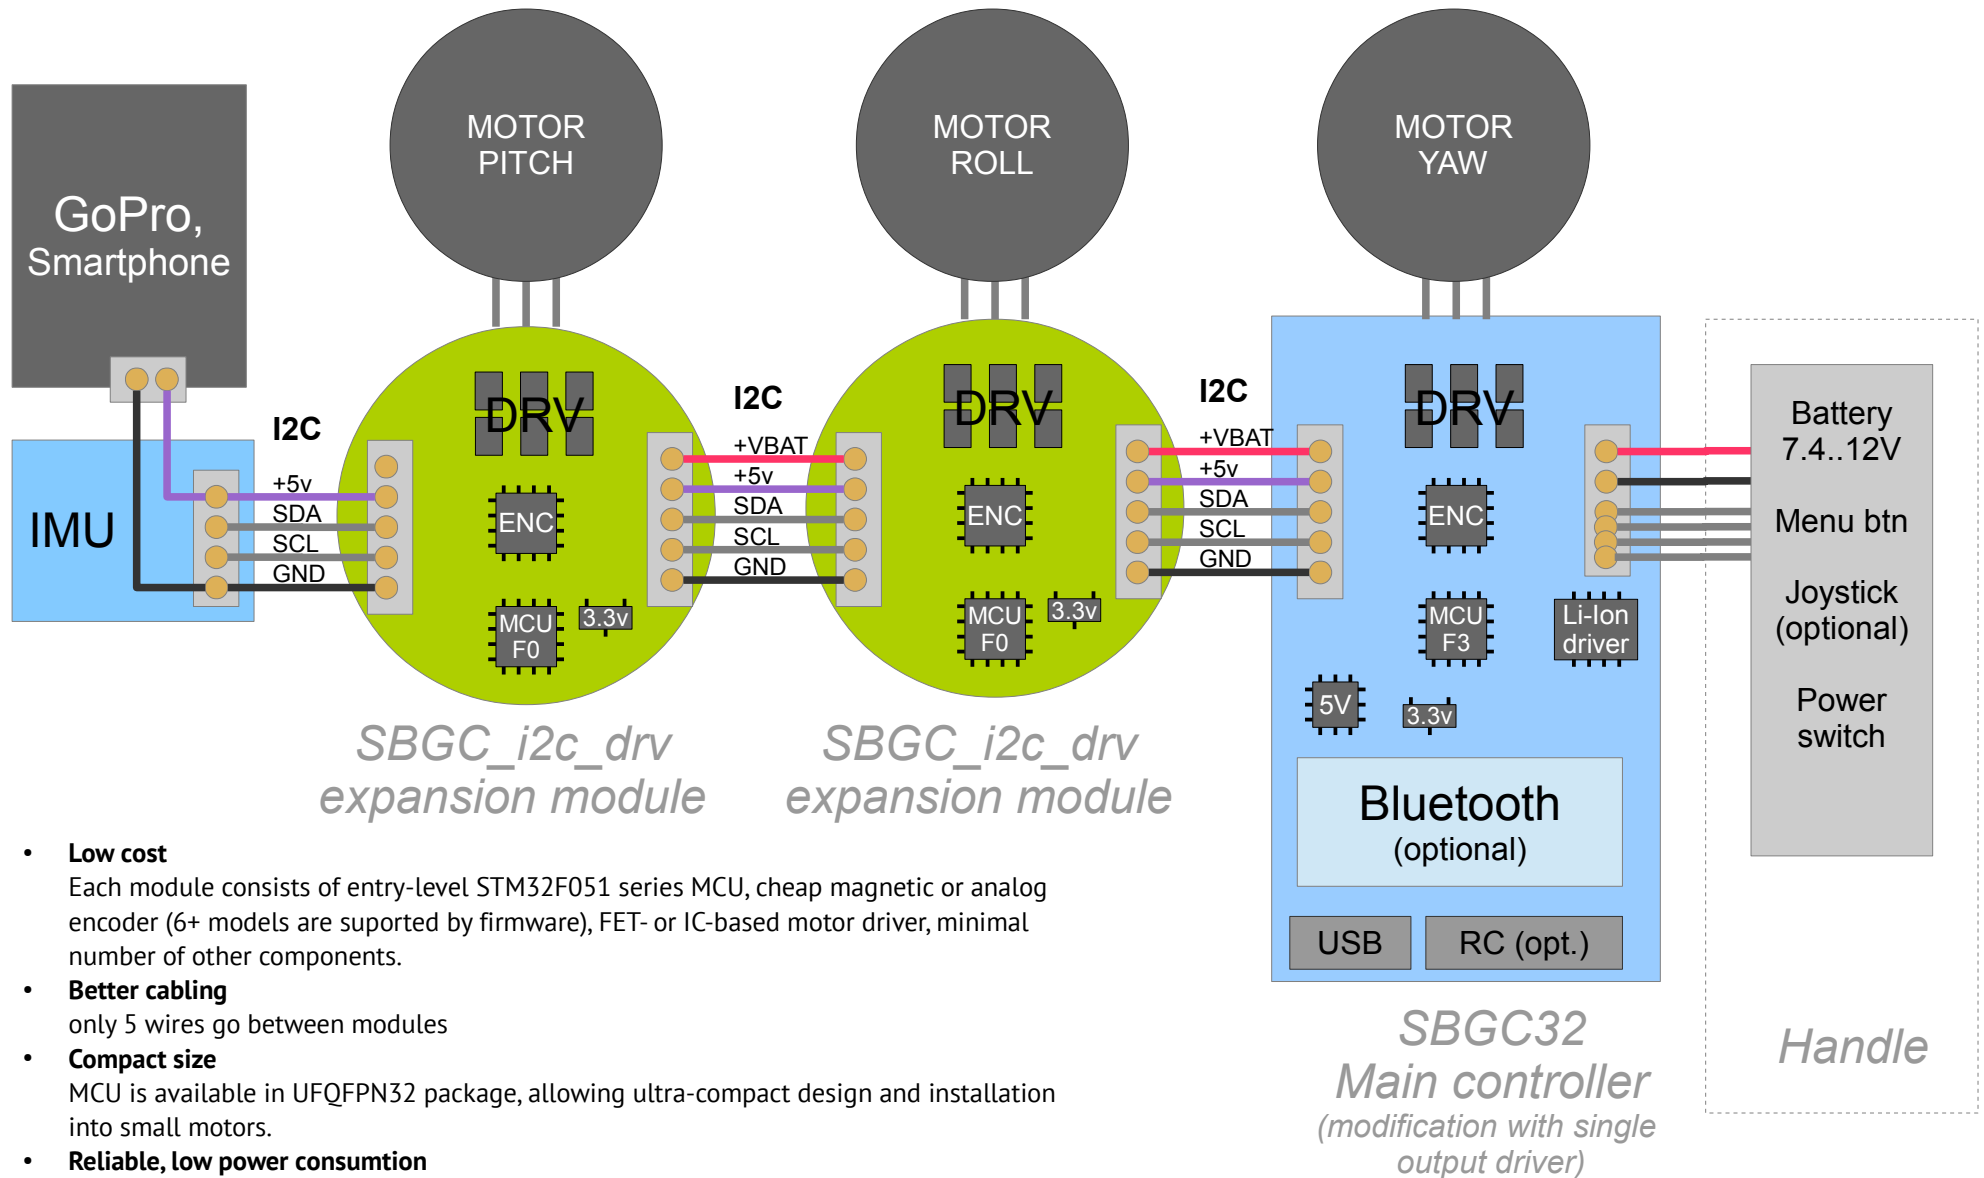 MOTOR
PITCH
MOTOR
ROLL
MOTOR
YAW
GoPro,
Smartphone
IMU
I2C
+5v
SDA
SCL
GND
DRV
ENC
MCU
F0
3.3v
I2C
+VBAT
+5v
SDA
SCL
GND
DRV
ENC
MCU
F0
3.3v
I2C
+VBAT
+5v
SDA
SCL
GND
DRV
ENC
MCU
F3
Li-Ion
driver
5V
3.3v
Bluetooth
(optional)
USB
RC (opt.)
Battery
7.4..12V
Menu btn
Joystick
(optional)
Power
switch
Handle
SBGC_i2c_drv
expansion module
SBGC_i2c_drv
expansion module
SBGC32
Main controller
(modification with single
output driver)
• Low cost
Each module consists of entry-level STM32F051 series MCU, cheap magnetic or analog
encoder (6+ models are suported by firmware), FET- or IC-based motor driver, minimal
number of other components.
• Better cabling
only 5 wires go between modules
• Compact size
MCU is available in UFQFPN32 package, allowing ultra-compact design and installation
into small motors.
• Reliable, low power consumtion